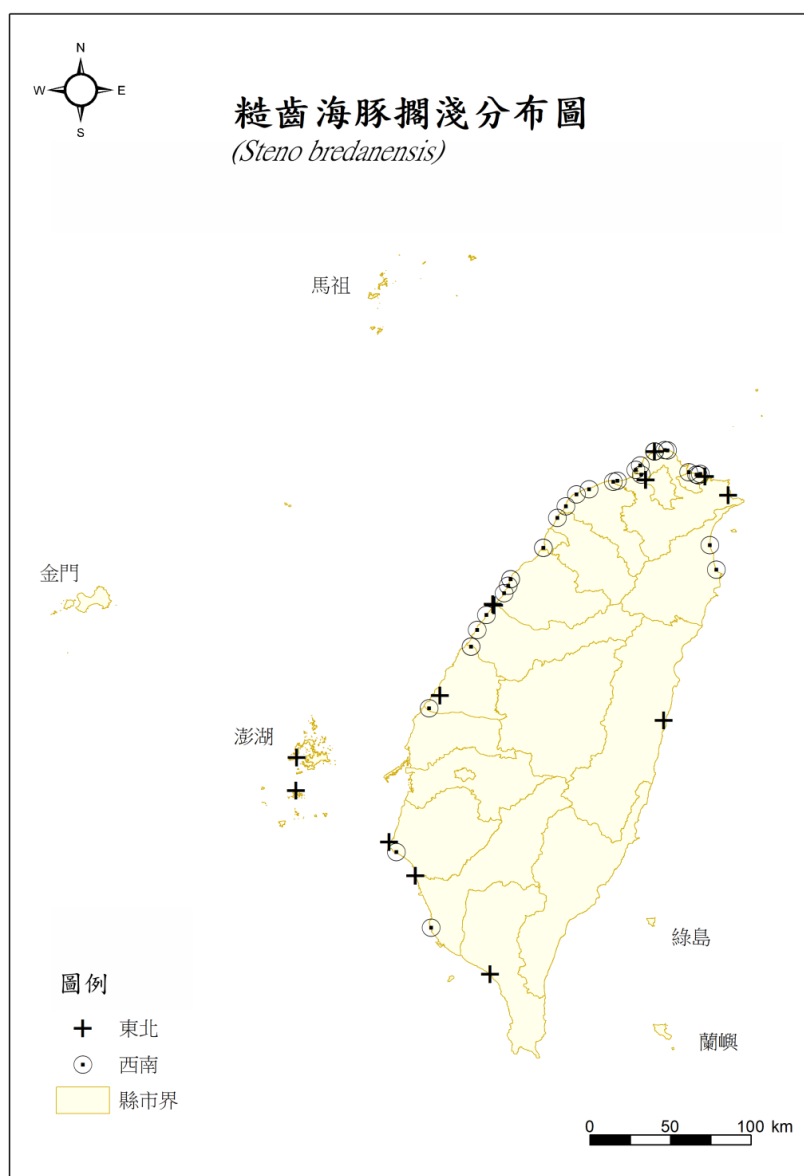 N
W E
S
糙齒海豚擱淺分布圖
(Steno bredanensis)
馬祖
金門
澎湖
綠島
蘭嶼
圖例
東北
西南
縣市界
0 50 100 km